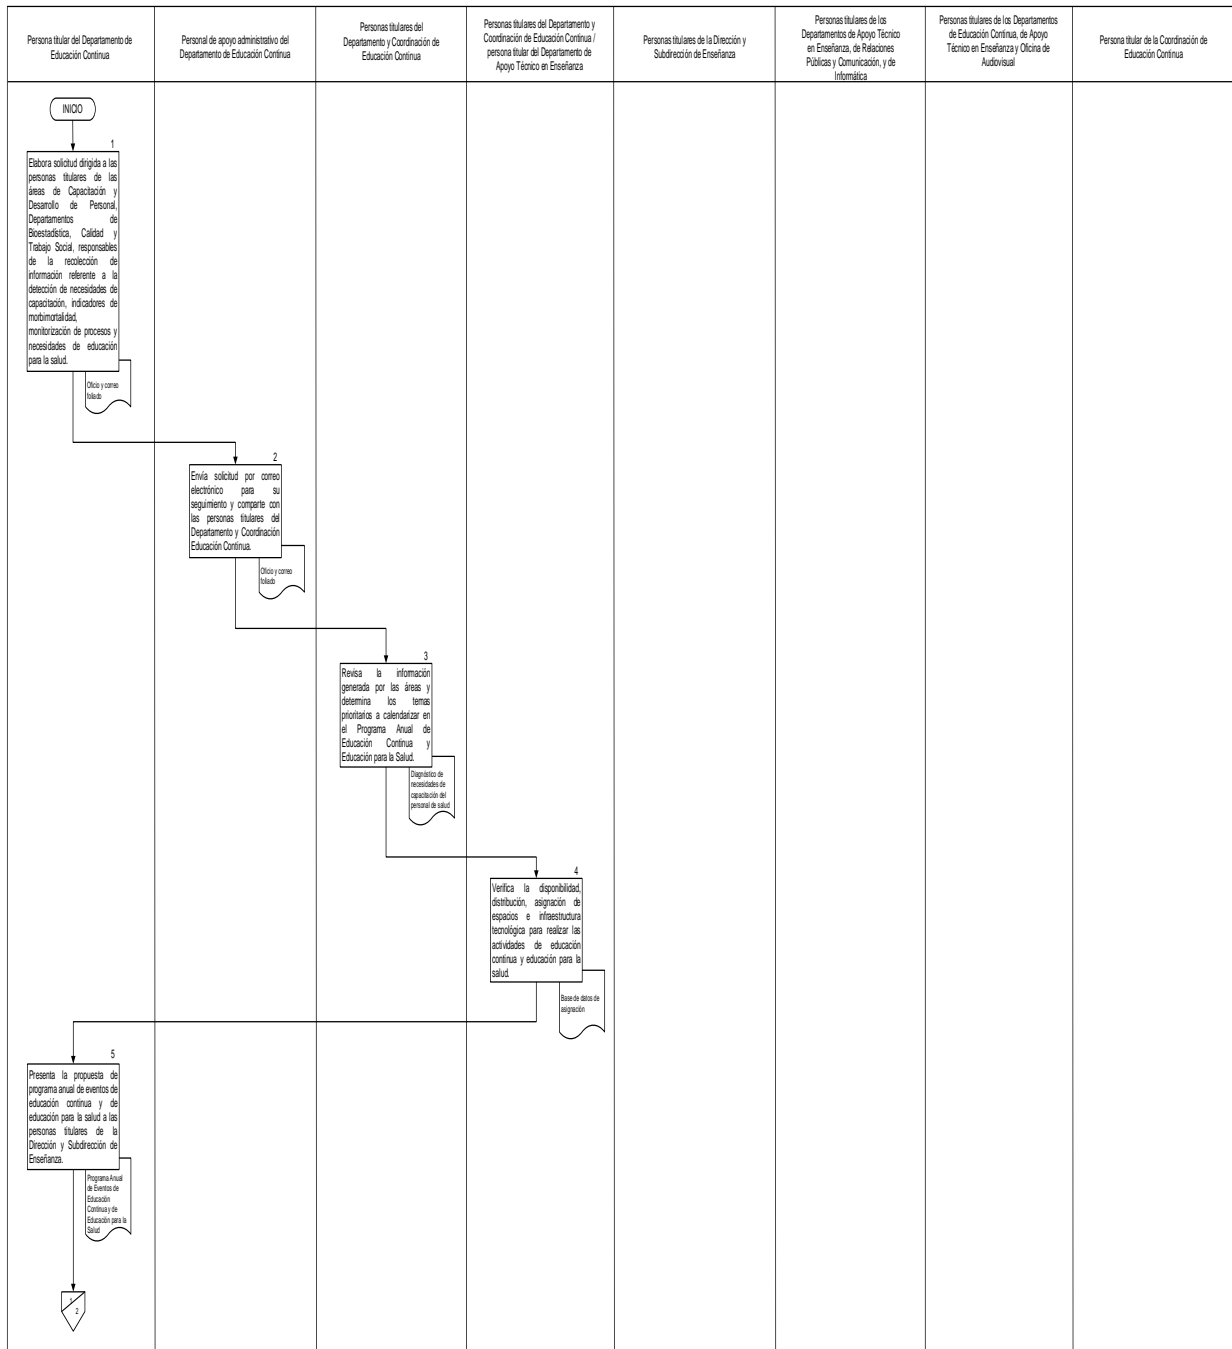 Persona titular del Departamento de
Educación Continua
Personal de apoyo administrativo del
Departamento de Educación Continua
Personas titulares del
Departamento y Coordinación de
Educación Continua
Personas titulares del Departamento y
Coordinación de Educación Continua /
persona titular del Departamento de
Apoyo Técnico en Enseñanza
Personas titulares de la Dirección y
Subdirección de Enseñanza
Personas titulares de los
Departamentos de Apoyo Técnico
en Enseñanza, de Relaciones
Públicas y Comunicación, y de
Informática
Personas titulares de los Departamentos
de Educación Continua, de Apoyo
Técnico en Enseñanza y Oficina de
Audiovisual
Persona titular de la Coordinación de
Educación Continua
INICIO
1
Elabora solicitud dirigida a las
personas titulares de las
áreas de Capacitación y
Desarrollo de Personal,
Departamentos de
Bioestadística, Calidad y
Trabajo Social, responsables
de la recolección de
información referente a la
detección de necesidades de
capacitación, indicadores de
morbimortalidad,
monitorización de procesos y
necesidades de educación
para la salud.
Oficio y correo
foliado
2
Envía solicitud por correo
electrónico para su
seguimiento y comparte con
las personas titulares del
Departamento y Coordinación
Educación Continua.
Oficio y correo
foliado
3
Revisa la información
generada por las áreas y
determina los temas
prioritarios a calendarizar en
el Programa Anual de
Educación Continua y
Educación para la Salud.
Diagnóstico de
necesidades de
capacitación del
personal de salud
4
Verifica la disponibilidad,
distribución, asignación de
espacios e infraestructura
tecnológica para realizar las
actividades de educación
continua y educación para la
salud.
Base de datos de
asignación
5
Presenta la propuesta de
programa anual de eventos de
educación continua y de
educación para la salud a las
personas titulares de la
Dirección y Subdirección de
Enseñanza.
Programa Anual
de Eventos de
Educación
Continua y de
Educación para la
Salud
1
2